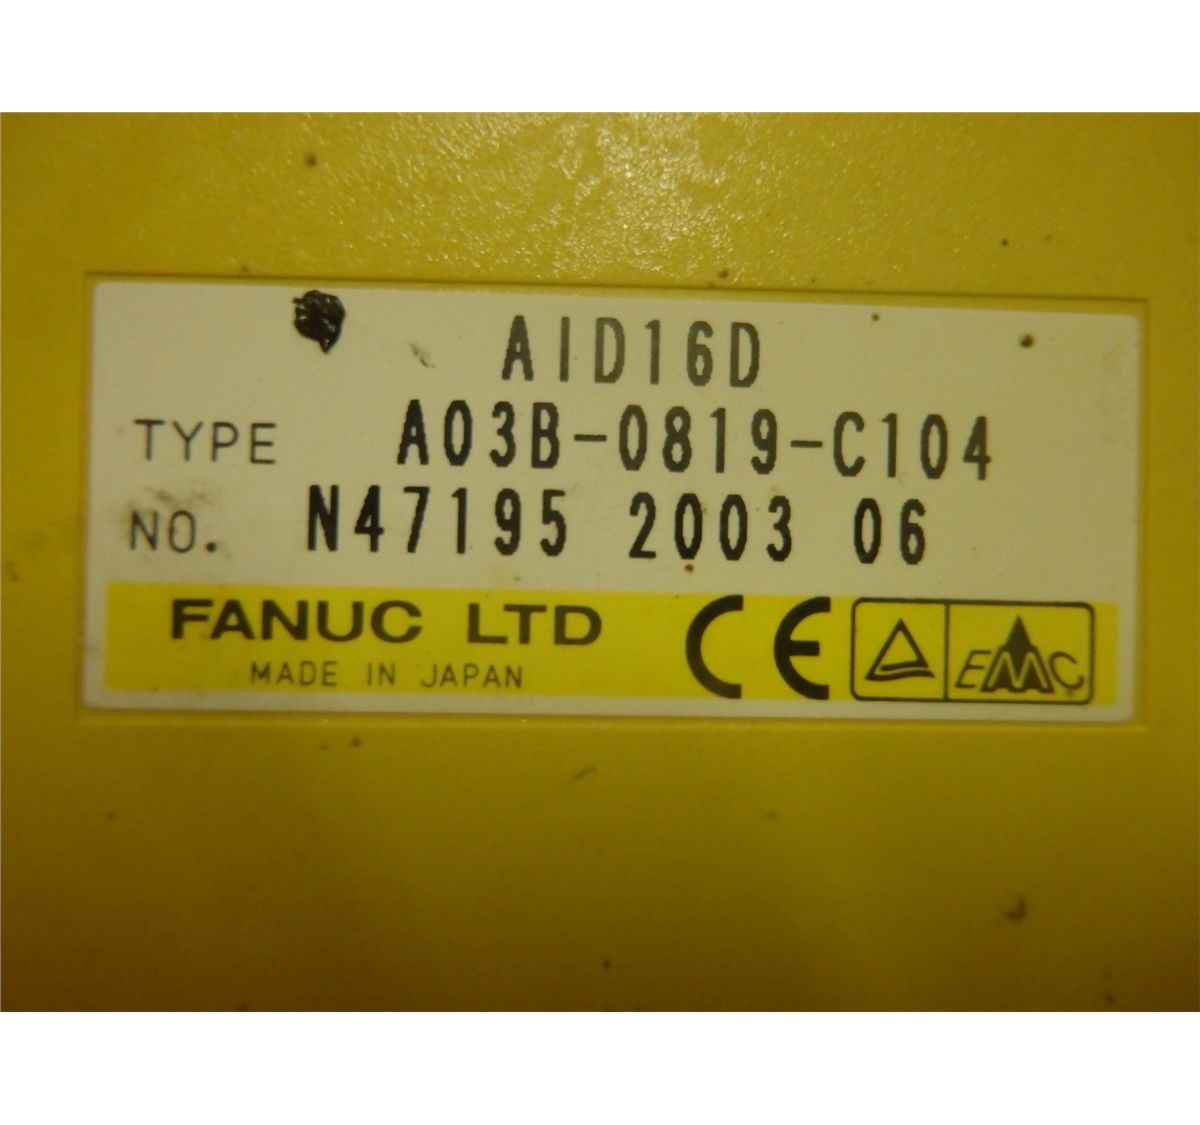 AID16D
TYPE A03B-0819-C104
NO. N47195 2003 06
FANUC LTD CE EMC
MADE IN JAPAN